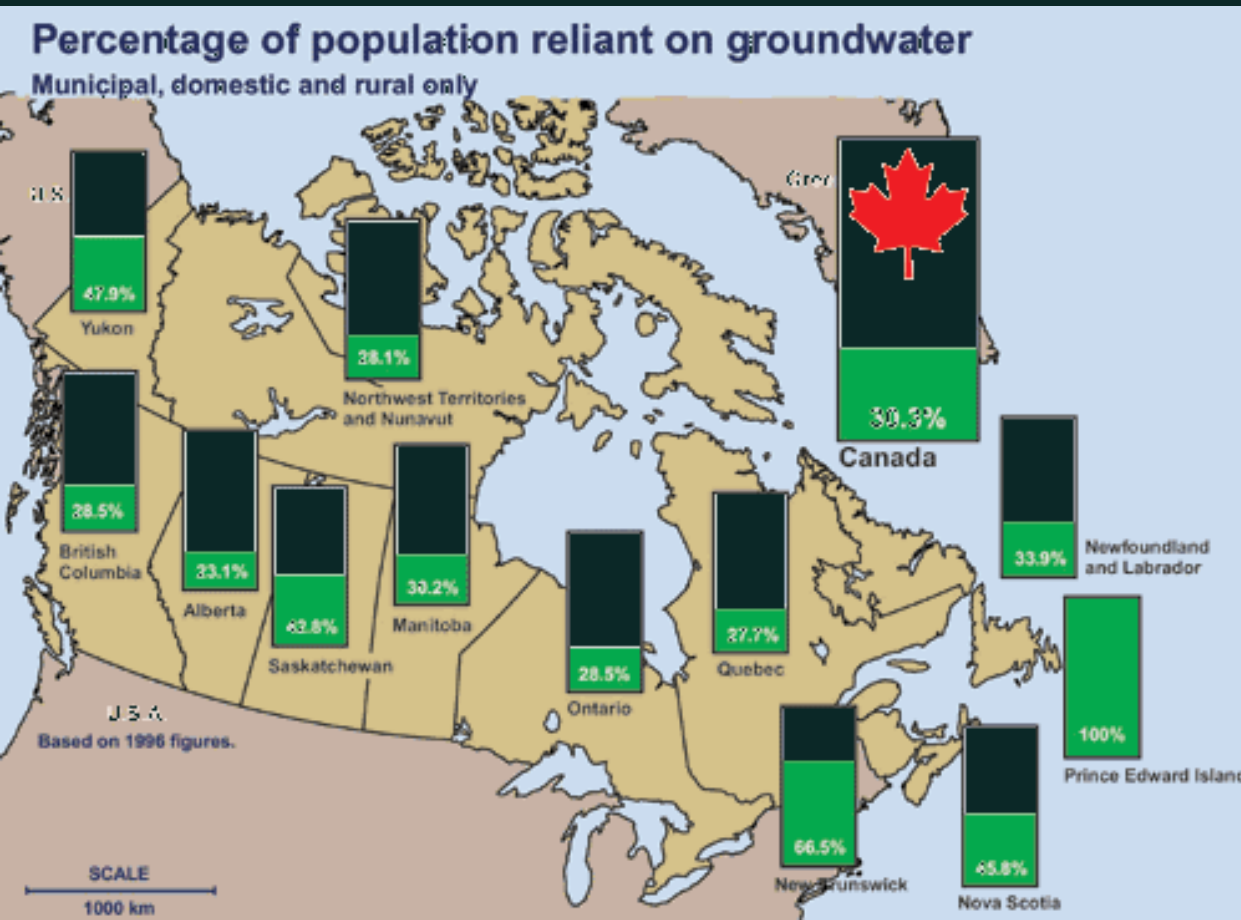 Percentage of population reliant on groundwater
Municipal, domestic and rural only
U.S.
47.9%
Yukon
28.1%
Northwest Territories
and Nunavut
30.3%
Canada
28.5%
British
Columbia
23.1%
Alberta
42.8%
Saskatchewan
30.2%
Manitoba
28.5%
Ontario
27.7%
Quebec
33.9%
Newfoundland
and Labrador
100%
Prince Edward Island
66.5%
New Brunswick
45.8%
Nova Scotia
U.S.A.
Based on 1996 figures.
SCALE
1000 km